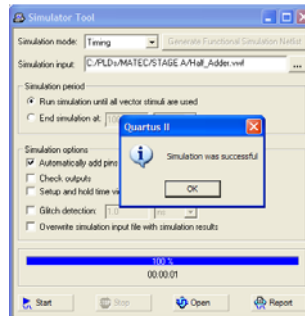 Simulator Tool
Simulation mode: Timing Generate Functional Simulation Netlist
Simulation input: C:/PLDs/MATEC/STAGE A/Half_Adder.vwf ...
Simulation period
Run simulation until all vector stimuli are used
End simulation at: 100
Quartus II
Simulation was successful
OK
Simulation options
Automatically add pins
Check outputs
Setup and hold time vi
Glitch detection: 1.0 ns
Overwrite simulation input file with simulation results
100 %
00:00:01
Start Stop Open Report